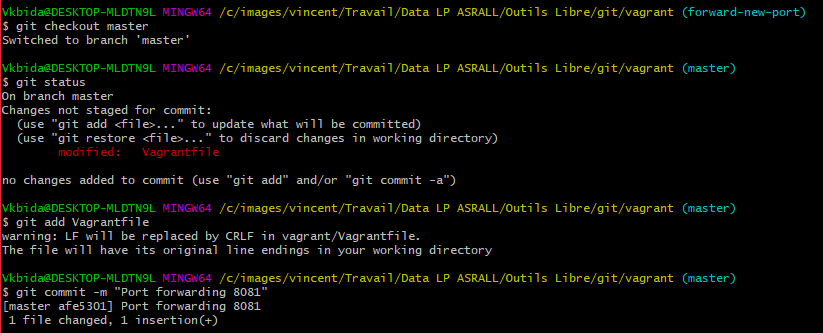 Vkbida@DESKTOP-MLDTN9L MINGW64 /c/images/vincent/Travail/Data LP ASRALL/Outils Libre/git/vagrant (forward-new-port)
$ git checkout master
Switched to branch 'master'

Vkbida@DESKTOP-MLDTN9L MINGW64 /c/images/vincent/Travail/Data LP ASRALL/Outils Libre/git/vagrant (master)
$ git status
On branch master
Changes not staged for commit:
  (use "git add <file>..." to update what will be committed)
  (use "git restore <file>..." to discard changes in working directory)
        modified:   Vagrantfile

no changes added to commit (use "git add" and/or "git commit -a")

Vkbida@DESKTOP-MLDTN9L MINGW64 /c/images/vincent/Travail/Data LP ASRALL/Outils Libre/git/vagrant (master)
$ git add Vagrantfile
warning: LF will be replaced by CRLF in vagrant/Vagrantfile.
The file will have its original line endings in your working directory

Vkbida@DESKTOP-MLDTN9L MINGW64 /c/images/vincent/Travail/Data LP ASRALL/Outils Libre/git/vagrant (master)
$ git commit -m "Port forwarding 8081"
[master afe5301] Port forwarding 8081
 1 file changed, 1 insertion(+)